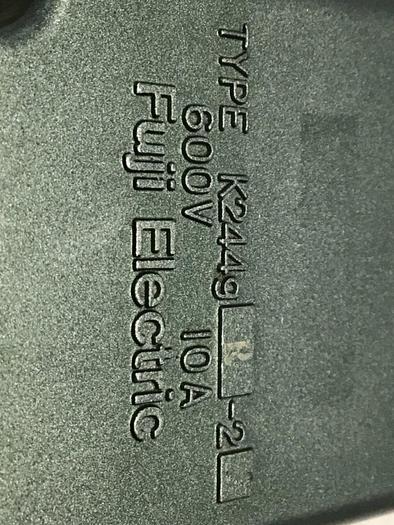 TYPE K244g R -2
600V 10A
Fuji Electric